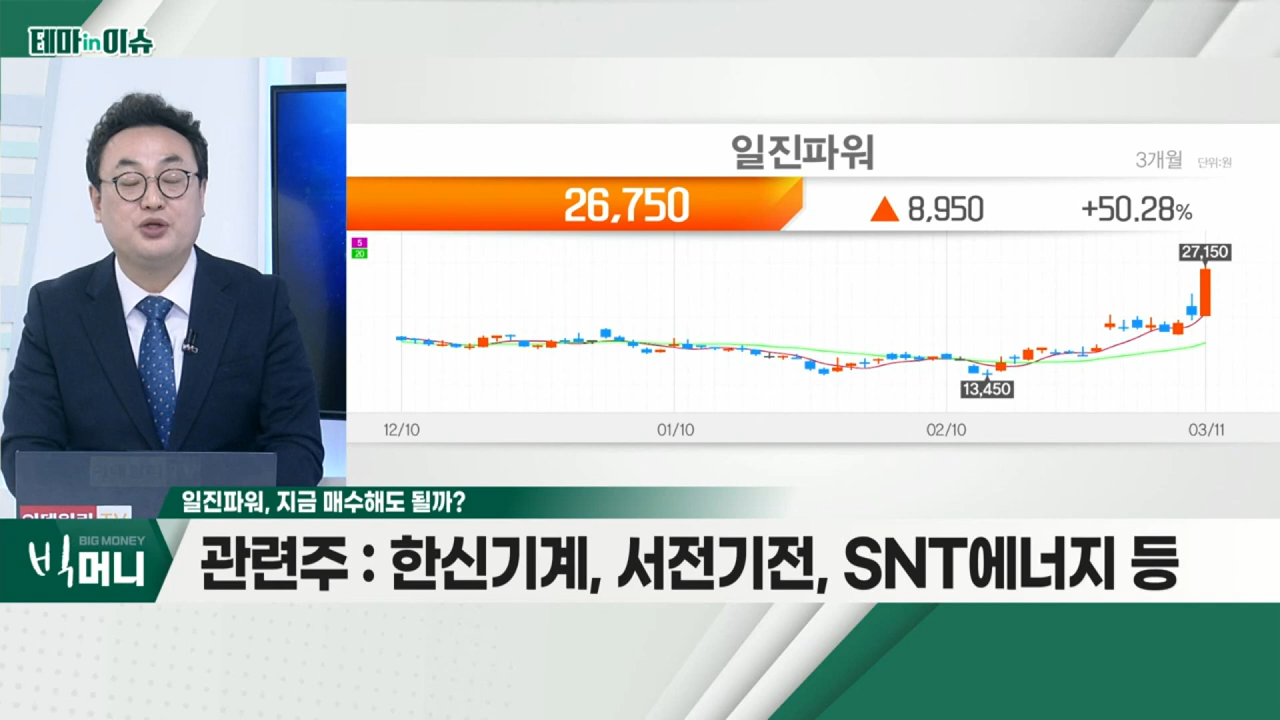 테마in이슈
일진파워
3개월 단위:원
26,750 ▲ 8,950 +50.28%
5
20
27,150
13,450
12/10 01/10 02/10 03/11
일진파워, 지금 매수해도 될까?
BIG MONEY
빅머니
관련주 : 한신기계, 서전기전, SNT에너지 등